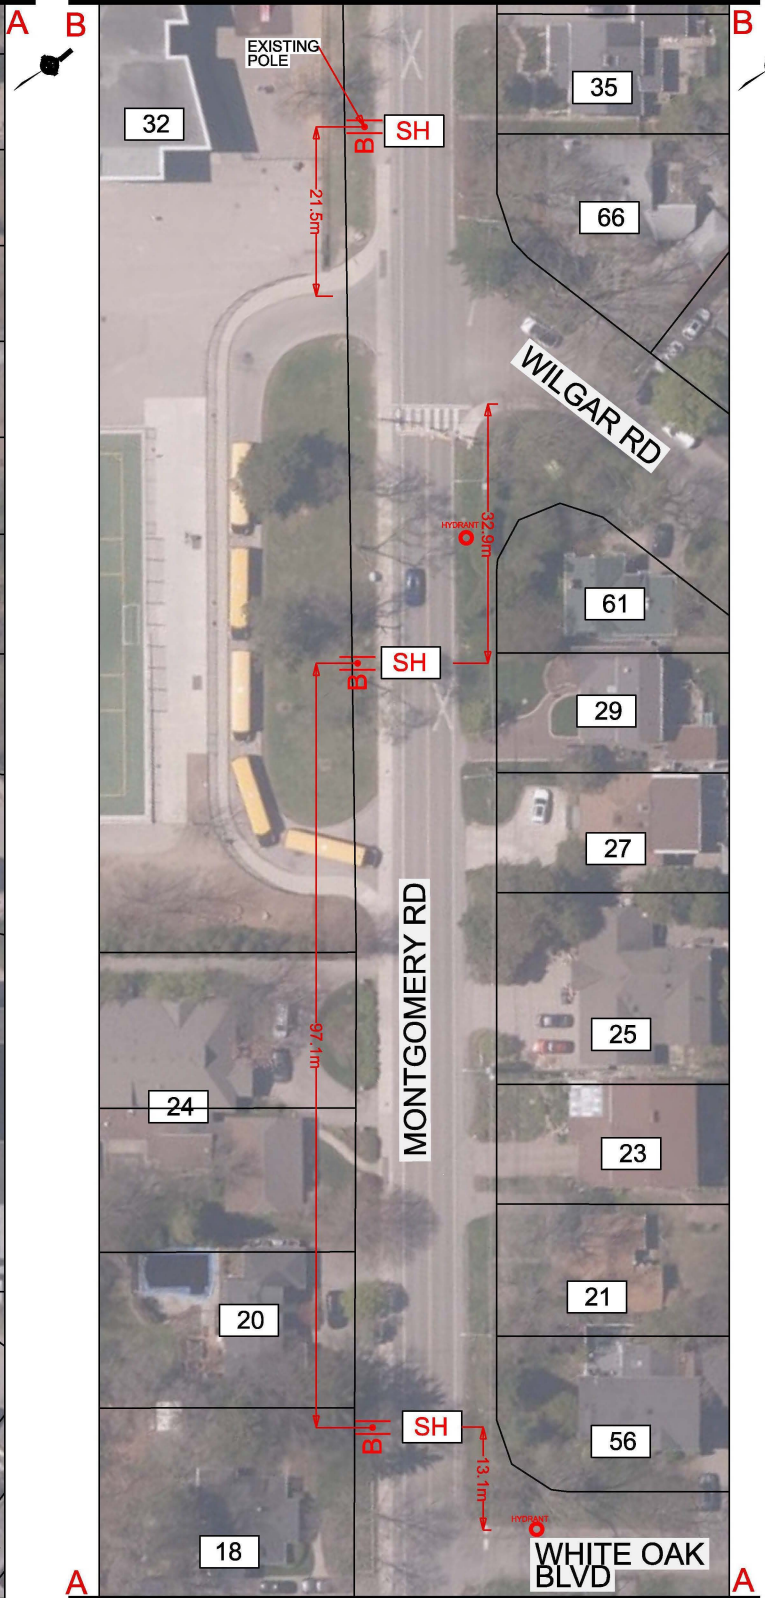 A
B
B
EXISTING
POLE
35
32
SH
B
21.5m
66
WILGAR RD
HYDRANT
32.9m
61
SH
B
29
27
MONTGOMERY RD
25
97.1m
24
23
21
20
SH
B
56
13.1m
HYDRANT
18
WHITE OAK
BLVD
A
A